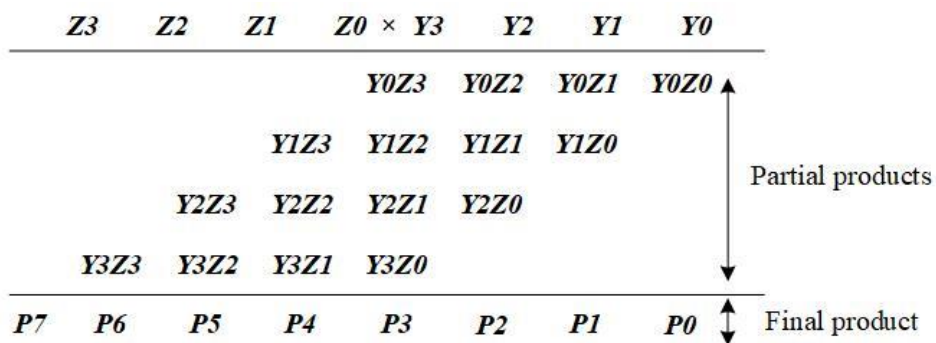 Z3 Z2 Z1 Z0 × Y3 Y2 Y1 Y0
Y0Z3 Y0Z2 Y0Z1 Y0Z0
Y1Z3 Y1Z2 Y1Z1 Y1Z0
Partial products
Y2Z3 Y2Z2 Y2Z1 Y2Z0
Y3Z3 Y3Z2 Y3Z1 Y3Z0
P7 P6 P5 P4 P3 P2 P1 P0 Final product